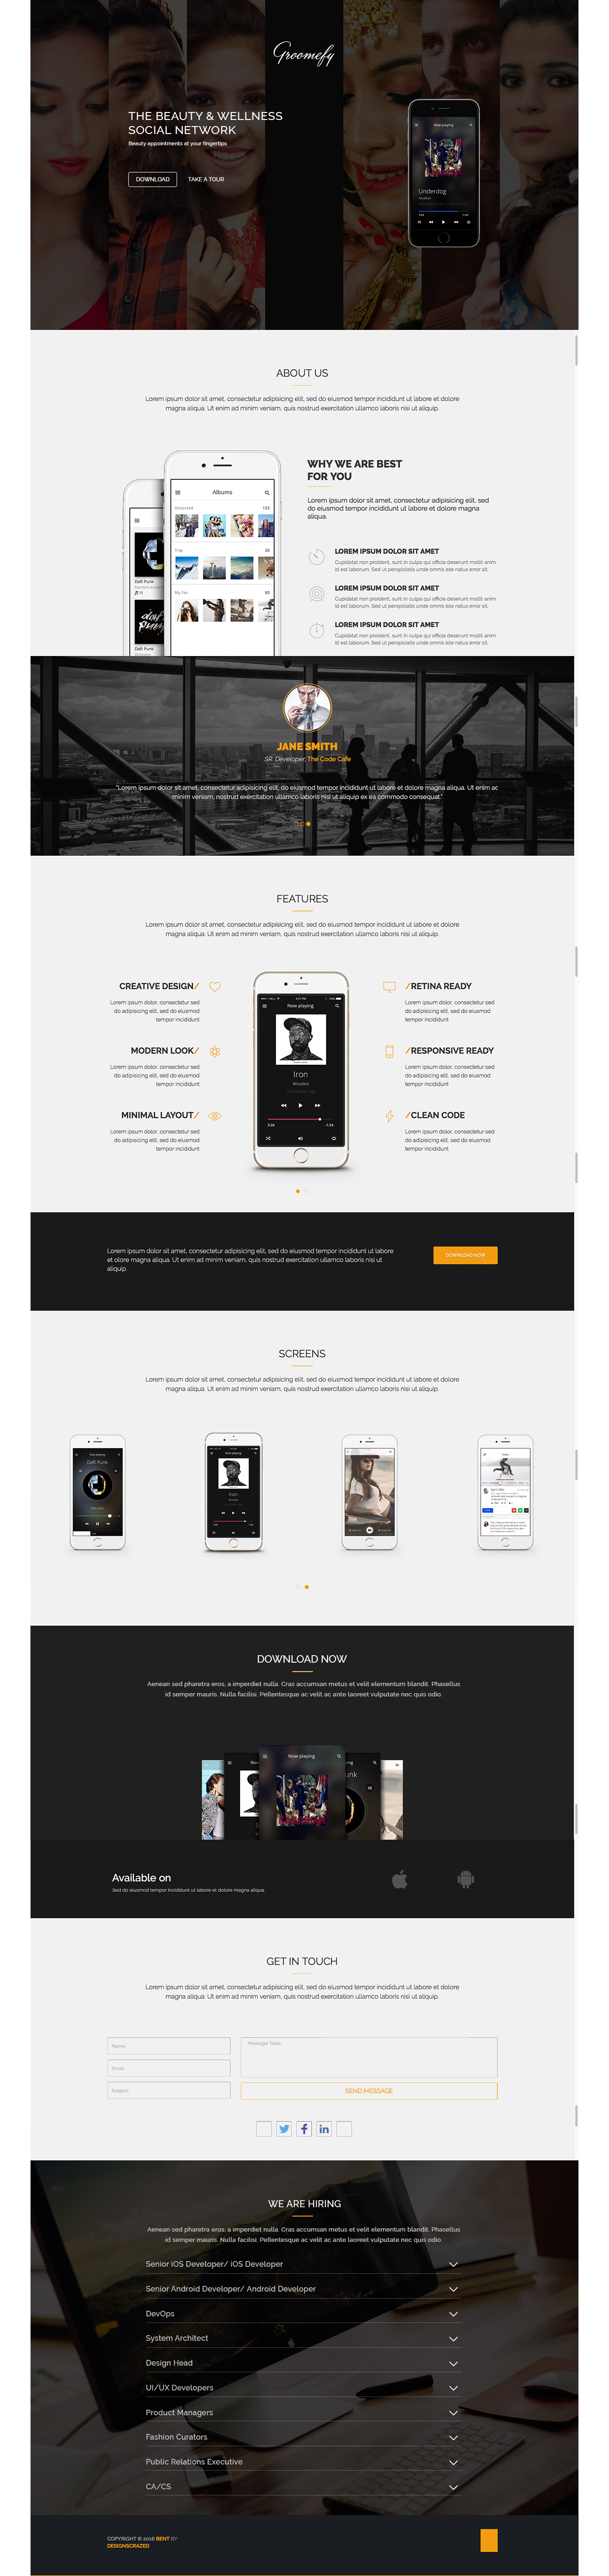 Groomefy
THE BEAUTY & WELLNESS
SOCIAL NETWORK
Beauty appointments at your fingertips
DOWNLOAD
TAKE A TOUR
Now playing
Underdog
ABOUT US
Lorem ipsum dolor sit amet, consectetur adipisicing elit, sed do eiusmod tempor incididunt ut labore et dolore
magna aliqua. Ut enim ad minim veniam, quis nostrud exercitation ullamco laboris nisi ut aliquip.
Albums
Daft Punk
Daft Punk
My fav
WHY WE ARE BEST
FOR YOU
Lorem ipsum dolor sit amet, consectetur adipisicing elit, sed
do eiusmod tempor incididunt ut labore et dolore magna
aliqua.
LOREM IPSUM DOLOR SIT AMET
Cupidatat non proident, sunt in culpa qui officia deserunt mollit anim
id est laborum. Sed ut perspiciatis unde omnis iste natus error sit.
LOREM IPSUM DOLOR SIT AMET
Cupidatat non proident, sunt in culpa qui officia deserunt mollit anim
id est laborum. Sed ut perspiciatis unde omnis iste natus error sit.
LOREM IPSUM DOLOR SIT AMET
Cupidatat non proident, sunt in culpa qui officia deserunt mollit anim
id est laborum. Sed ut perspiciatis unde omnis iste natus error sit.
JANE SMITH
SR. Developer, The Code Cafe
"Lorem ipsum dolor sit amet, consectetur adipisicing elit, do eiusmod tempor incididunt ut labore et dolore magna aliqua. Ut enim ac
minim veniam, nostrud exercitation ullamco laboris nisi ut aliquip ex ea commodo consequat."
FEATURES
Lorem ipsum dolor sit amet, consectetur adipisicing elit, sed do eiusmod tempor incididunt ut labore et dolore
magna aliqua. Ut enim ad minim veniam, quis nostrud exercitation ullamco laboris nisi ut aliquip.
CREATIVE DESIGN/
Lorem ipsum dolor, consectetur sed
do adipisicing elit, sed do eiusmod
tempor incididunt
MODERN LOOK/
Lorem ipsum dolor, consectetur sed
do adipisicing elit, sed do eiusmod
tempor incididunt
MINIMAL LAYOUT/
Lorem ipsum dolor, consectetur sed
do adipisicing elit, sed do eiusmod
tempor incididunt
Now playing
Iron
Woodkid
3:26
-1:24
/RETINA READY
Lorem ipsum dolor, consectetur sed
do adipisicing elit, sed do eiusmod
tempor incididunt
/RESPONSIVE READY
Lorem ipsum dolor, consectetur sed
do adipisicing elit, sed do eiusmod
tempor incididunt
/CLEAN CODE
Lorem ipsum dolor, consectetur sed
do adipisicing elit, sed do eiusmod
tempor incididunt
Lorem ipsum dolor sit amet, consectetur adipisicing elit, sed do eiusmod tempor incididunt ut labore
et olore magna aliqua. Ut enim ad minim veniam, quis nostrud exercitation ullamco laboris nisi ut
aliquip.
DOWNLOAD NOW
SCREENS
Lorem ipsum dolor sit amet, consectetur adipisicing elit, sed do eiusmod tempor incididunt ut labore et dolore
magna aliqua. Ut enim ad minim veniam, quis nostrud exercitation ullamco laboris nisi ut aliquip.
Daft Punk
Iron
DOWNLOAD NOW
Aenean sed pharetra eros, a imperdiet nulla. Cras accumsan metus et velit elementum blandit. Phasellus
id semper mauris. Nulla facilisi. Pellentesque ac velit ac ante laoreet vulputate nec quis odio.
Now playing
Available on
Sed do eiusmod tempor incididunt ut labore et dolore magna aliqua.
GET IN TOUCH
Lorem ipsum dolor sit amet, consectetur adipisicing elit, sed do eiusmod tempor incididunt ut labore et dolore
magna aliqua. Ut enim ad minim veniam, quis nostrud exercitation ullamco laboris nisi ut aliquip.
Name
Email
Subject
Message Texts...
SEND MESSAGE
WE ARE HIRING
Aenean sed pharetra eros, a imperdiet nulla. Cras accumsan metus et velit elementum blandit. Phasellus
id semper mauris. Nulla facilisi. Pellentesque ac velit ac ante laoreet vulputate nec quis odio.
Senior iOS Developer/ iOS Developer
Senior Android Developer/ Android Developer
DevOps
System Architect
Design Head
UI/UX Developers
Product Managers
Fashion Curators
Public Relations Executive
CA/CS
COPYRIGHT © 2016 BENT BY
DESIGNSCRAZED